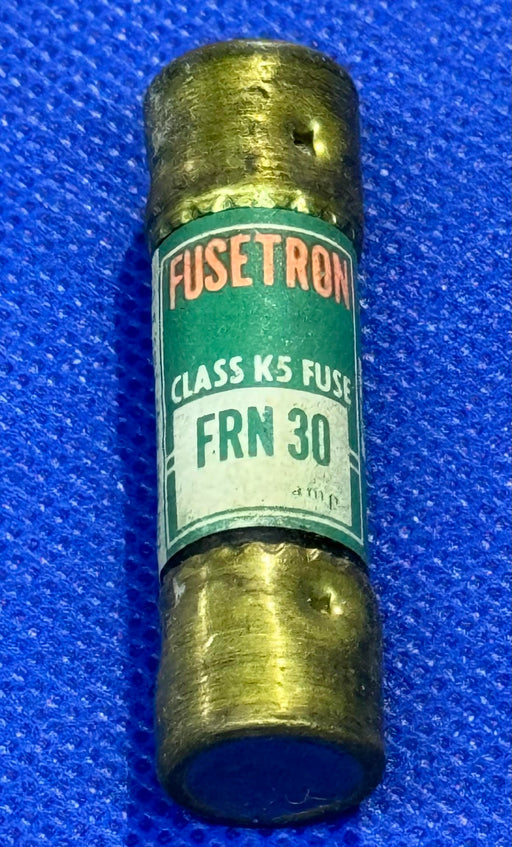 FUSETRON
CLASS K5 FUSE
FRN 30
amp